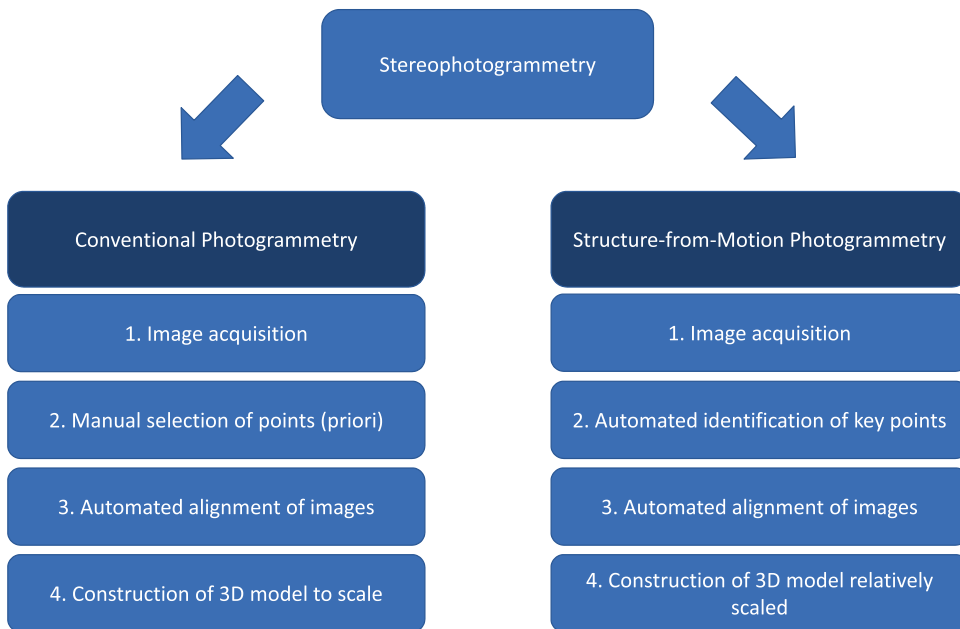 Stereophotogrammetry
Conventional Photogrammetry
1. Image acquisition
2. Manual selection of points (priori)
3. Automated alignment of images
4. Construction of 3D model to scale
Structure-from-Motion Photogrammetry
1. Image acquisition
2. Automated identification of key points
3. Automated alignment of images
4. Construction of 3D model relatively
scaled